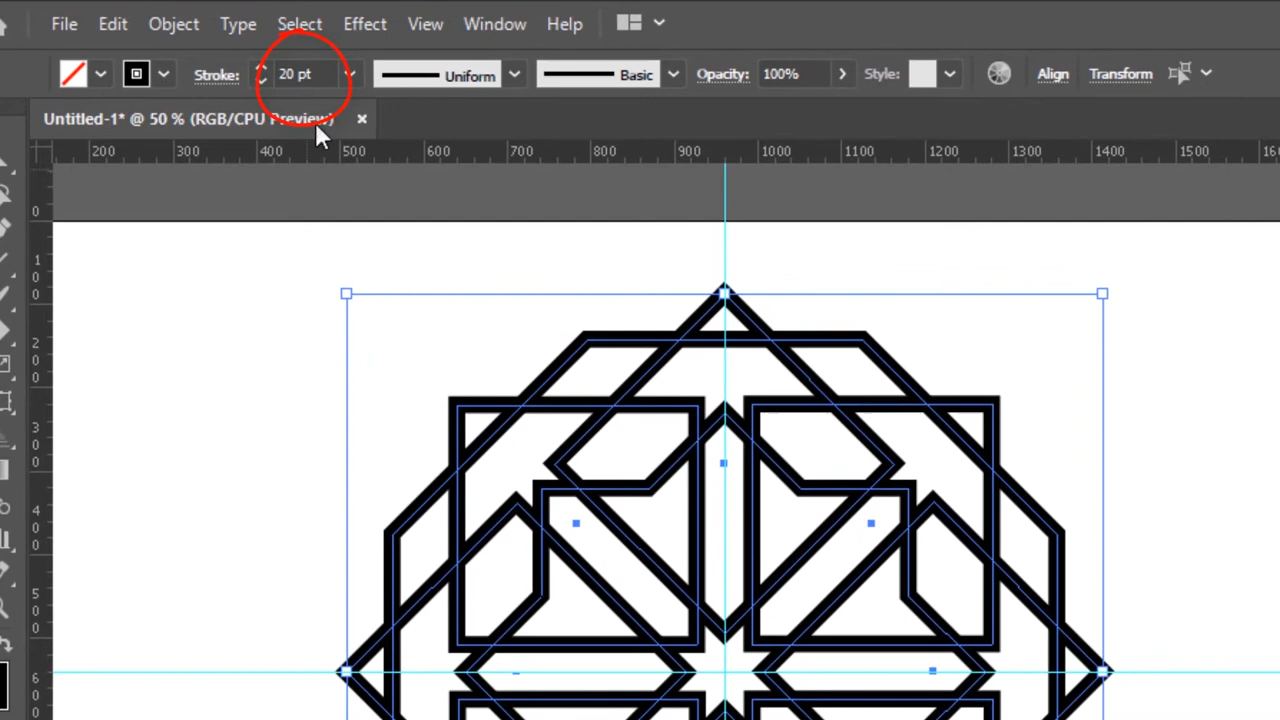 File Edit Object Type Select Effect View Window Help
Stroke: 20 pt Uniform Basic Opacity: 100% Style: Align Transform
Untitled-1* @ 50 % (RGB/CPU Preview) ×
200 300 400 500 600 700 800 900 1000 1100 1200 1300 1400 1500
0
100
200
300
400
500